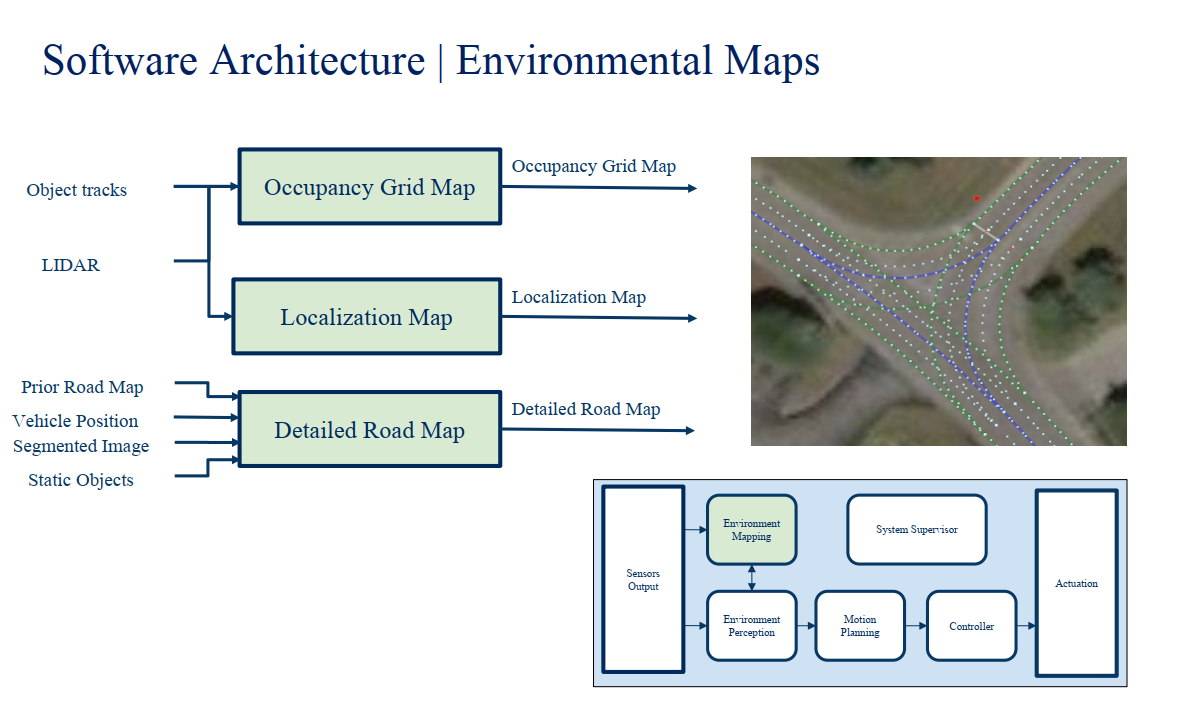 Software Architecture | Environmental Maps
Object tracks
LIDAR
Occupancy Grid Map
Occupancy Grid Map
Localization Map
Localization Map
Prior Road Map
Vehicle Position
Segmented Image
Static Objects
Detailed Road Map
Detailed Road Map
Sensors
Output
Environment
Mapping
System Supervisor
Environment
Perception
Motion
Planning
Controller
Actuation